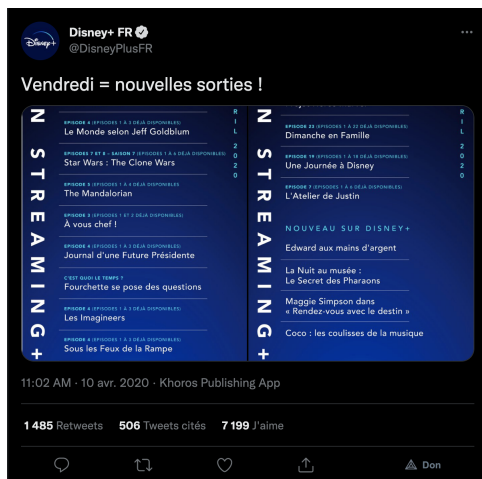 Disney+ FR
@DisneyPlusFR
Vendredi = nouvelles sorties !
N STREAMING+
RIL 2020
EPISODE 4 (EPISODES 1 À 3 DÉJÀ DISPONIBLES)
Le Monde selon Jeff Goldblum
EPISODES 7 ET 8 – SAISON 7 (EPISODES 1 À 6 DÉJÀ DISPONIBLES)
Star Wars : The Clone Wars
EPISODE 5 (EPISODES 1 À 4 DÉJÀ DISPONIBLES)
The Mandalorian
EPISODE 3 (EPISODES 1 ET 2 DÉJÀ DISPONIBLES)
À vous chef !
EPISODE 4 (EPISODES 1 À 3 DÉJÀ DISPONIBLES)
Journal d'une Future Présidente
C'EST QUOI LE TEMPS ?
Fourchette se pose des questions
EPISODE 4 (EPISODES 1 À 3 DÉJÀ DISPONIBLES)
Les Imagineers
EPISODE 4 (EPISODES 1 À 3 DÉJÀ DISPONIBLES)
Sous les Feux de la Rampe
N STREAMING+
RIL 2020
EPISODE 23 (EPISODES 1 À 22 DÉJÀ DISPONIBLES)
Dimanche en Famille
EPISODE 19 (EPISODES 1 À 18 DÉJÀ DISPONIBLES)
Une Journée à Disney
EPISODE 7 (EPISODES 1 À 6 DÉJÀ DISPONIBLES)
L'Atelier de Justin
NOUVEAU SUR DISNEY+
Edward aux mains d'argent
La Nuit au musée :
Le Secret des Pharaons
Maggie Simpson dans
« Rendez-vous avec le destin »
Coco : les coulisses de la musique
11:02 AM · 10 avr. 2020 · Khoros Publishing App
1 485 Retweets 506 Tweets cités 7 199 J'aime
Don